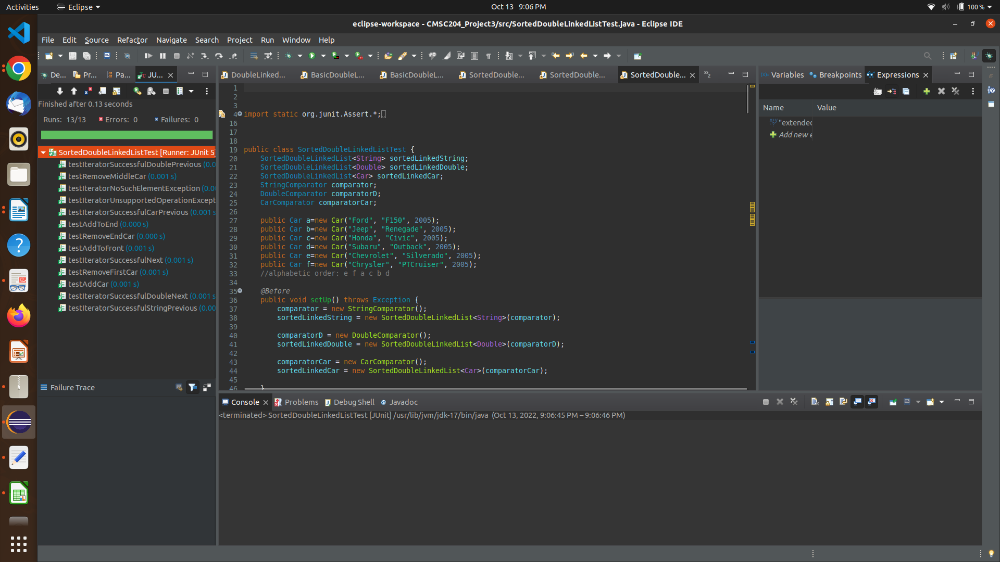 Activities
Eclipse
Oct 13 9:06 PM
100 %
eclipse-workspace - CMSC204_Project3/src/SortedDoubleLinkedListTest.java - Eclipse IDE
File Edit Source Refactor Navigate Search Project Run Window Help
De... Pr... Pa... JU...
Finished after 0.13 seconds
Runs: 13/13 Errors: 0 Failures: 0
SortedDoubleLinkedListTest [Runner: JUnit 5]
testIteratorSuccessfulDoublePrevious (0.0
testRemoveMiddleCar (0.001 s)
testIteratorNoSuchElementException (0.00
testIteratorUnsupportedOperationExcept
testIteratorSuccessfulCarPrevious (0.001 s
testAddToEnd (0.000 s)
testRemoveEndCar (0.000 s)
testAddToFront (0.001 s)
testIteratorSuccessfulNext (0.001 s)
testRemoveFirstCar (0.001 s)
testAddCar (0.001 s)
testIteratorSuccessfulDoubleNext (0.001 s
testIteratorSuccessfulStringPrevious (0.00
Failure Trace
DoubleLinked... BasicDoubleL... BasicDoubleL... SortedDouble... SortedDouble... SortedDouble... »2
1
2
3
4 import static org.junit.Assert.*;
16
17
18
19 public class SortedDoubleLinkedListTest {
20 SortedDoubleLinkedList<String> sortedLinkedString;
21 SortedDoubleLinkedList<Double> sortedLinkedDouble;
22 SortedDoubleLinkedList<Car> sortedLinkedCar;
23 StringComparator comparator;
24 DoubleComparator comparatorD;
25 CarComparator comparatorCar;
26
27 public Car a=new Car("Ford", "F150", 2005);
28 public Car b=new Car("Jeep", "Renegade", 2005);
29 public Car c=new Car("Honda", "Civic", 2005);
30 public Car d=new Car("Subaru", "Outback", 2005);
31 public Car e=new Car("Chevrolet", "Silverado", 2005);
32 public Car f=new Car("Chrysler", "PTCruiser", 2005);
33 //alphabetic order: e f a c b d
34
35 @Before
36 public void setUp() throws Exception {
37 comparator = new StringComparator();
38 sortedLinkedString = new SortedDoubleLinkedList<String>(comparator);
39
40 comparatorD = new DoubleComparator();
41 sortedLinkedDouble = new SortedDoubleLinkedList<Double>(comparatorD);
42
43 comparatorCar = new CarComparator();
44 sortedLinkedCar = new SortedDoubleLinkedList<Car>(comparatorCar);
45
46 }
Variables Breakpoints Expressions
Name Value
"extended
Add new e
Console Problems Debug Shell Javadoc
<terminated> SortedDoubleLinkedListTest [JUnit] /usr/lib/jvm/jdk-17/bin/java (Oct 13, 2022, 9:06:45 PM – 9:06:46 PM)